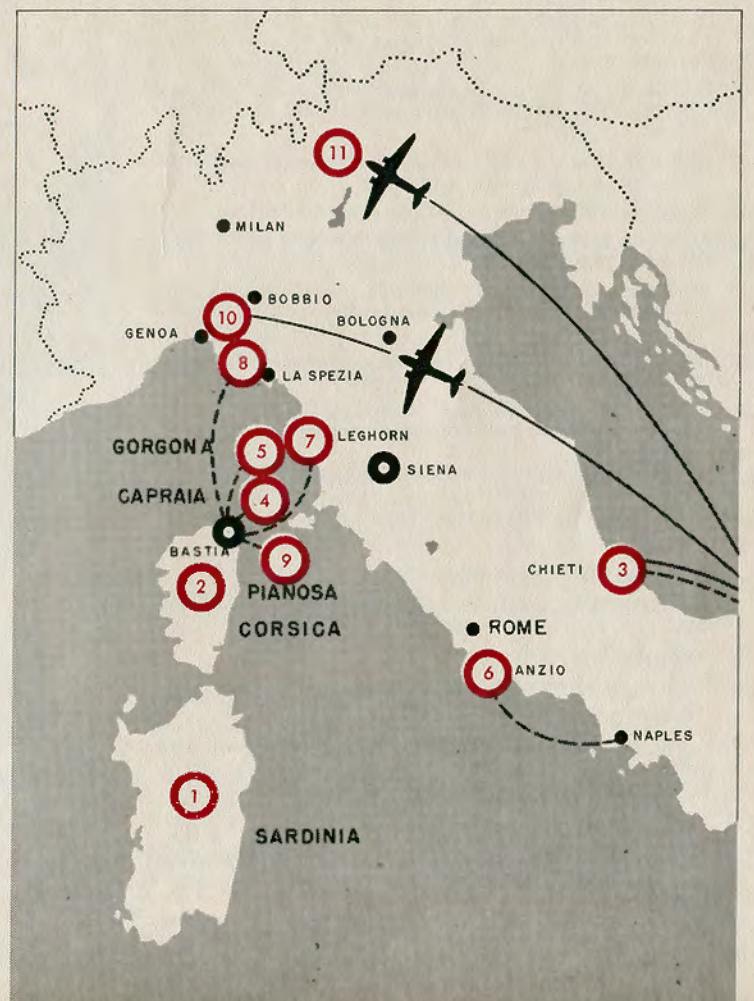 11
MILAN
BOBBIO
10
GENOA
BOLOGNA
8
LA SPEZIA
GORGONA
5
7
LEGHORN
SIENA
CAPRAIA
4
BASTIA
9
CHIETI
3
2
PIANOSA
CORSICA
ROME
6
ANZIO
NAPLES
1
SARDINIA